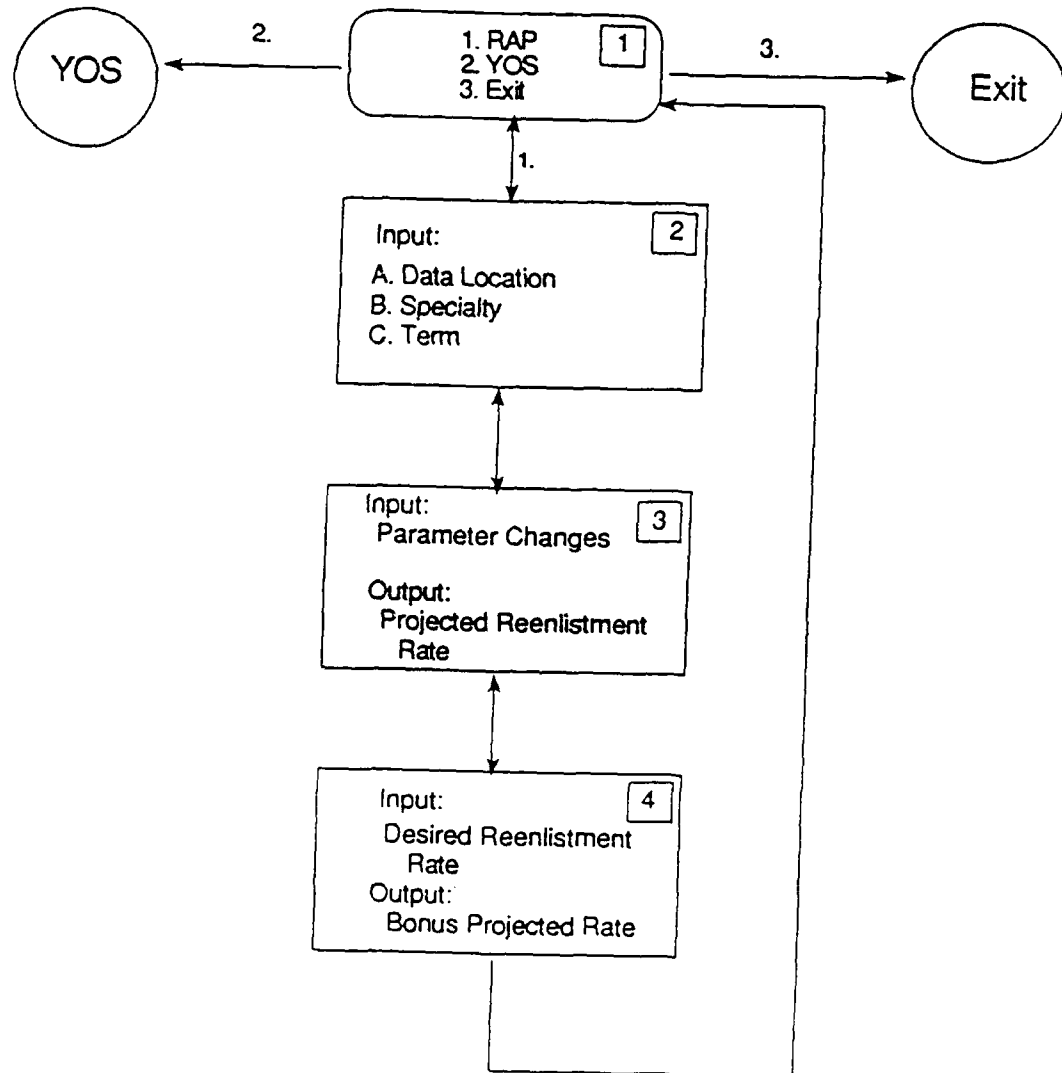 YOS
2.
1. RAP
2. YOS
3. Exit
1
3.
Exit
1.
2
Input:
A. Data Location
B. Specialty
C. Term
3
Input:
Parameter Changes
Output:
Projected Reenlistment
Rate
4
Input:
Desired Reenlistment
Rate
Output:
Bonus Projected Rate